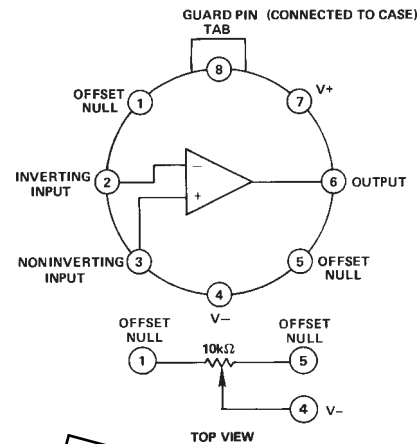 GUARD PIN (CONNECTED TO CASE)
TAB
8
OFFSET
NULL
1
7
V+
INVERTING
INPUT
2
−
+
6
OUTPUT
NONINVERTING
INPUT
3
5
OFFSET
NULL
4
V−
OFFSET
NULL
10kΩ
OFFSET
NULL
1
5
4
V−
TOP VIEW